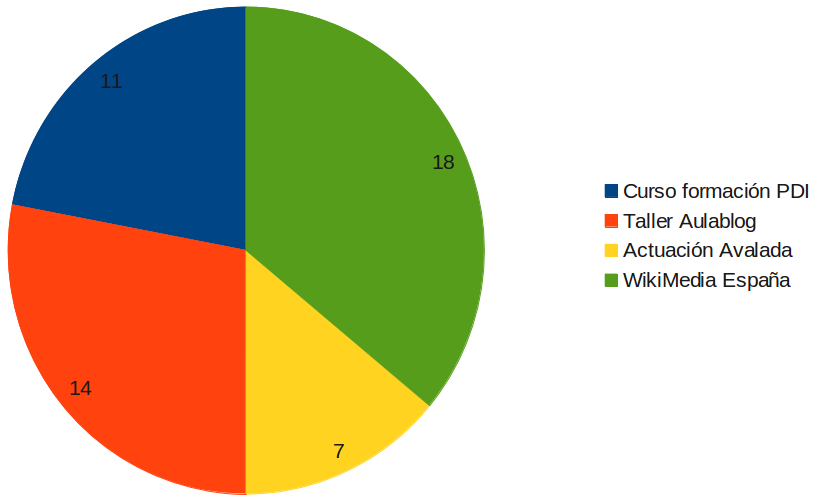 11
18
14
7
Curso formación PDI
Taller Aulablog
Actuación Avalada
WikiMedia España